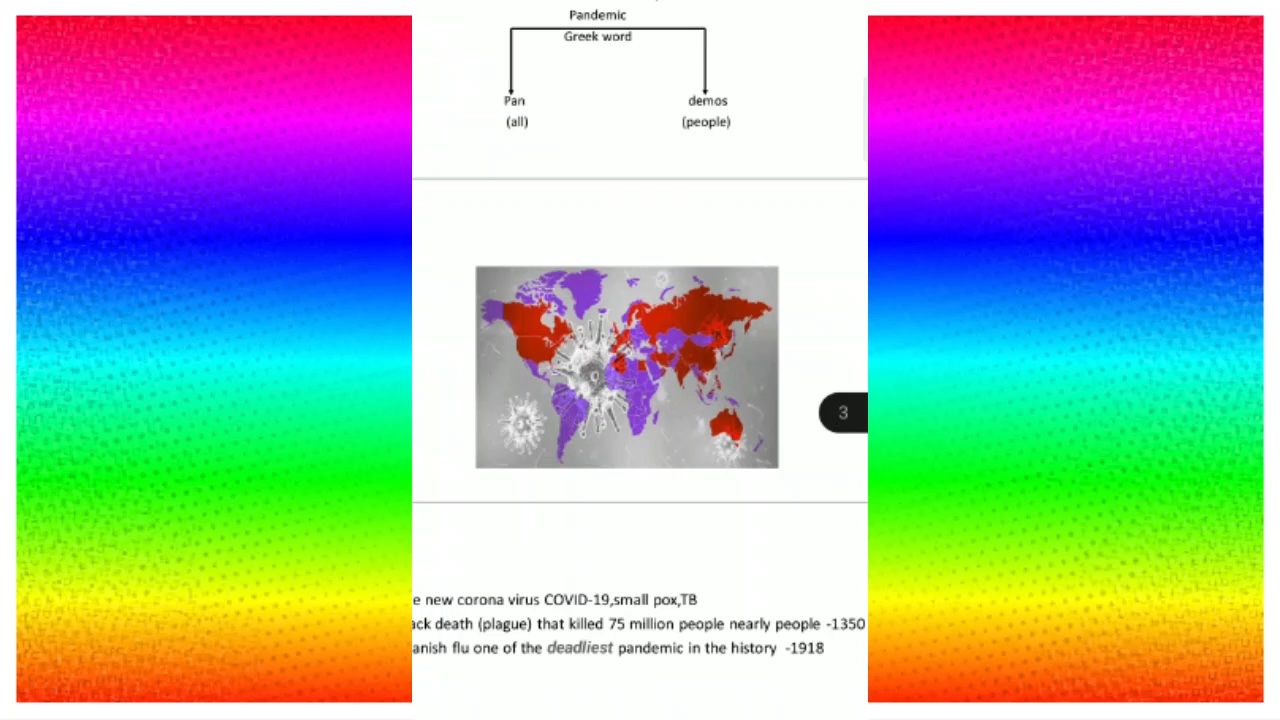 Pandemic
Greek word
Pan demos
(all) (people)
3
e new corona virus COVID-19,small pox,TB
ack death (plague) that killed 75 million people nearly people -1350
anish flu one of the deadliest pandemic in the history -1918